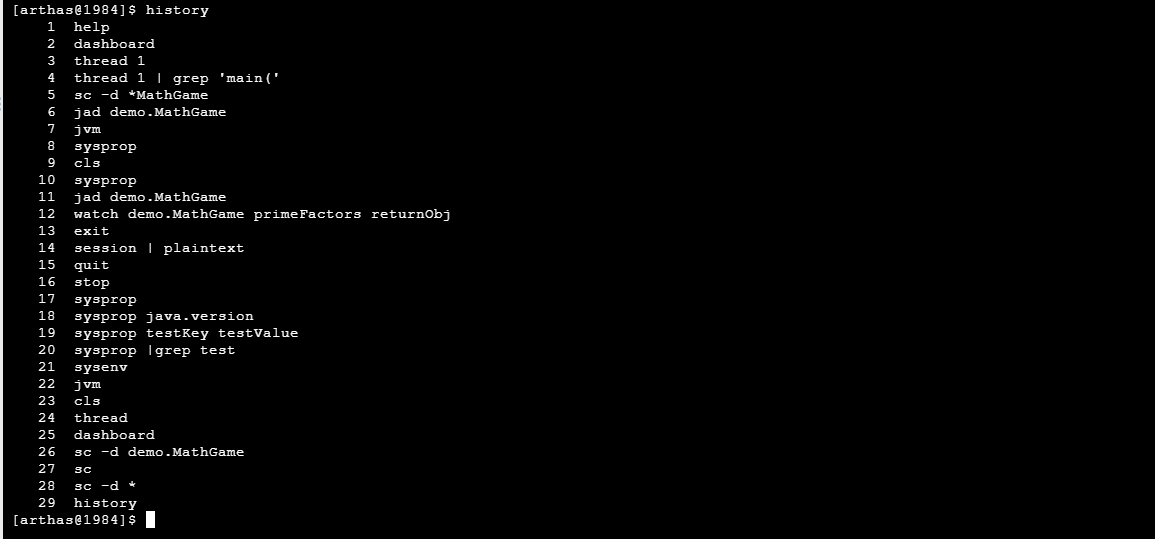 [arthas@1984]$ history
1 help
2 dashboard
3 thread 1
4 thread 1 | grep 'main('
5 sc -d *MathGame
6 jad demo.MathGame
7 jvm
8 sysprop
9 cls
10 sysprop
11 jad demo.MathGame
12 watch demo.MathGame primeFactors returnObj
13 exit
14 session | plaintext
15 quit
16 stop
17 sysprop
18 sysprop java.version
19 sysprop testKey testValue
20 sysprop |grep test
21 sysenv
22 jvm
23 cls
24 thread
25 dashboard
26 sc -d demo.MathGame
27 sc
28 sc -d *
29 history
[arthas@1984]$